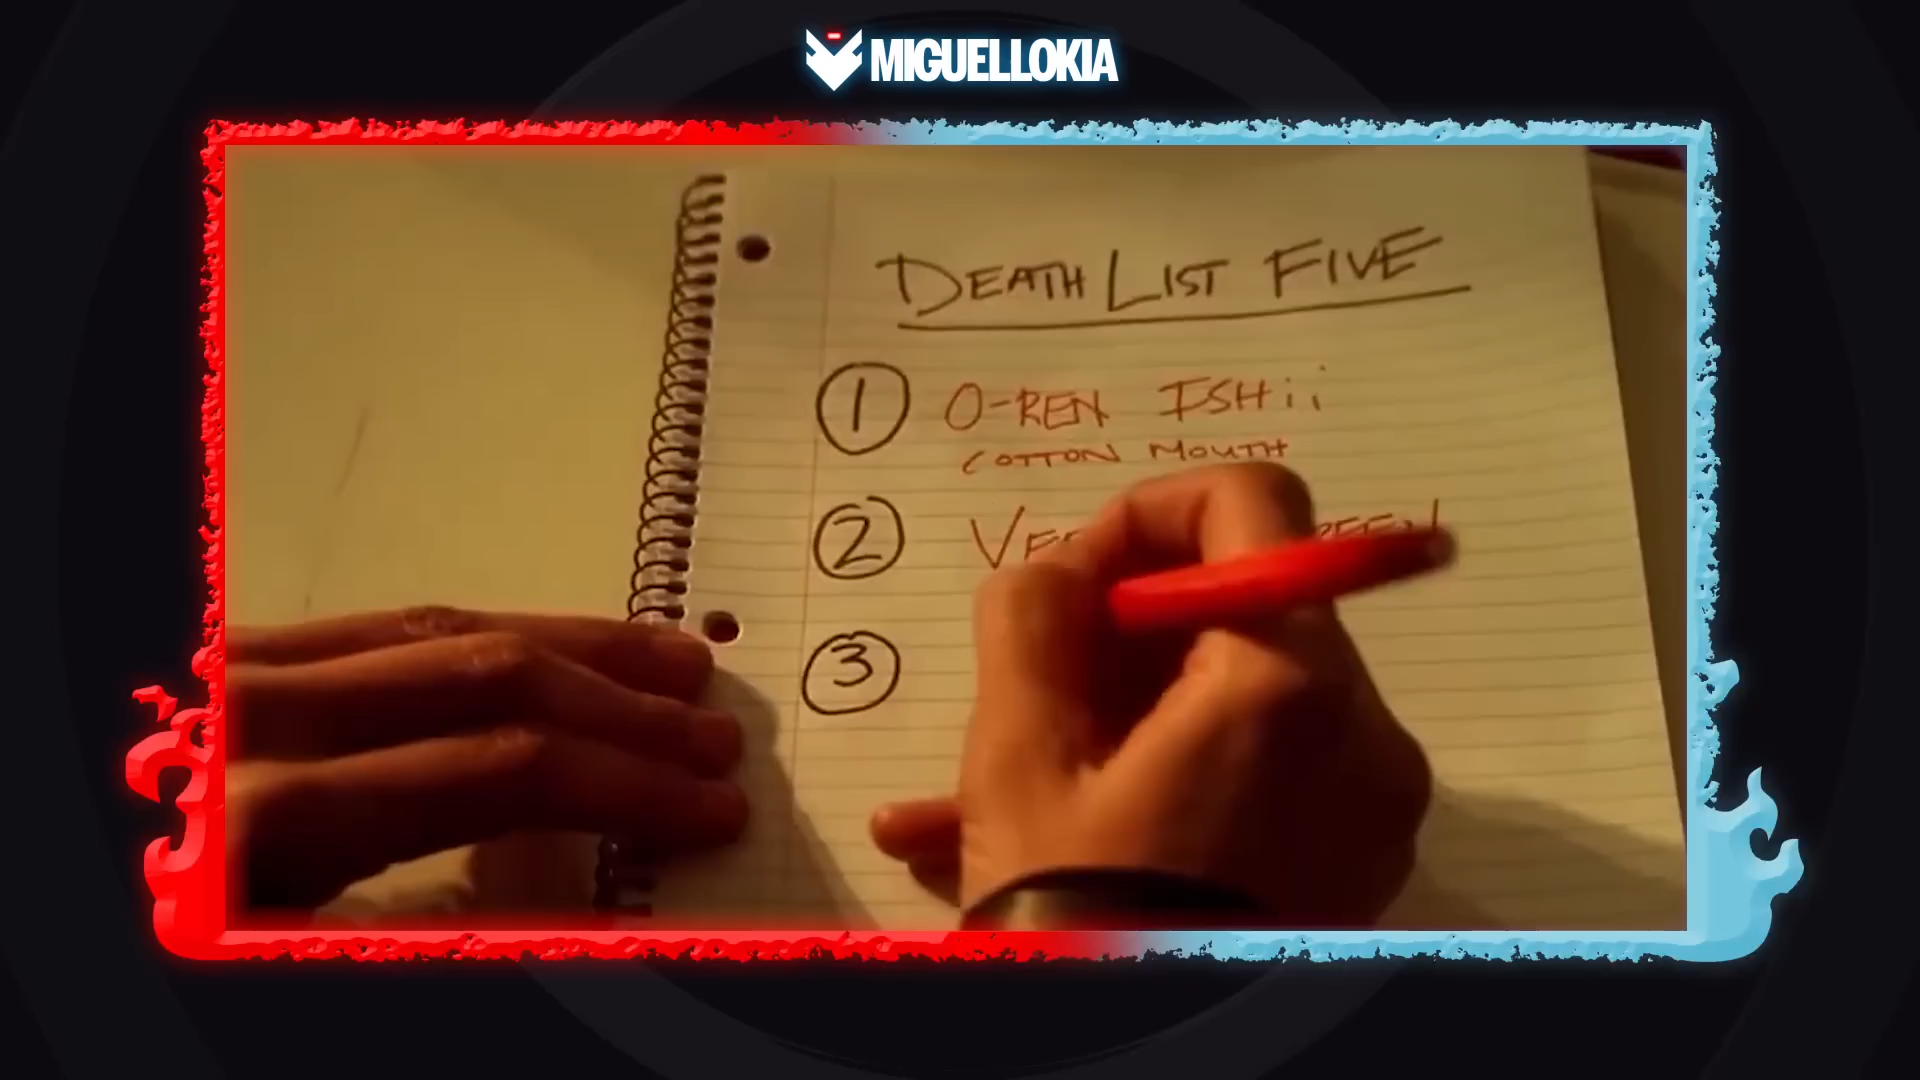 MIGUELLOKIA
DEATH LIST FIVE
1 O-REN ISHii
COTTON MOUTH
2
3